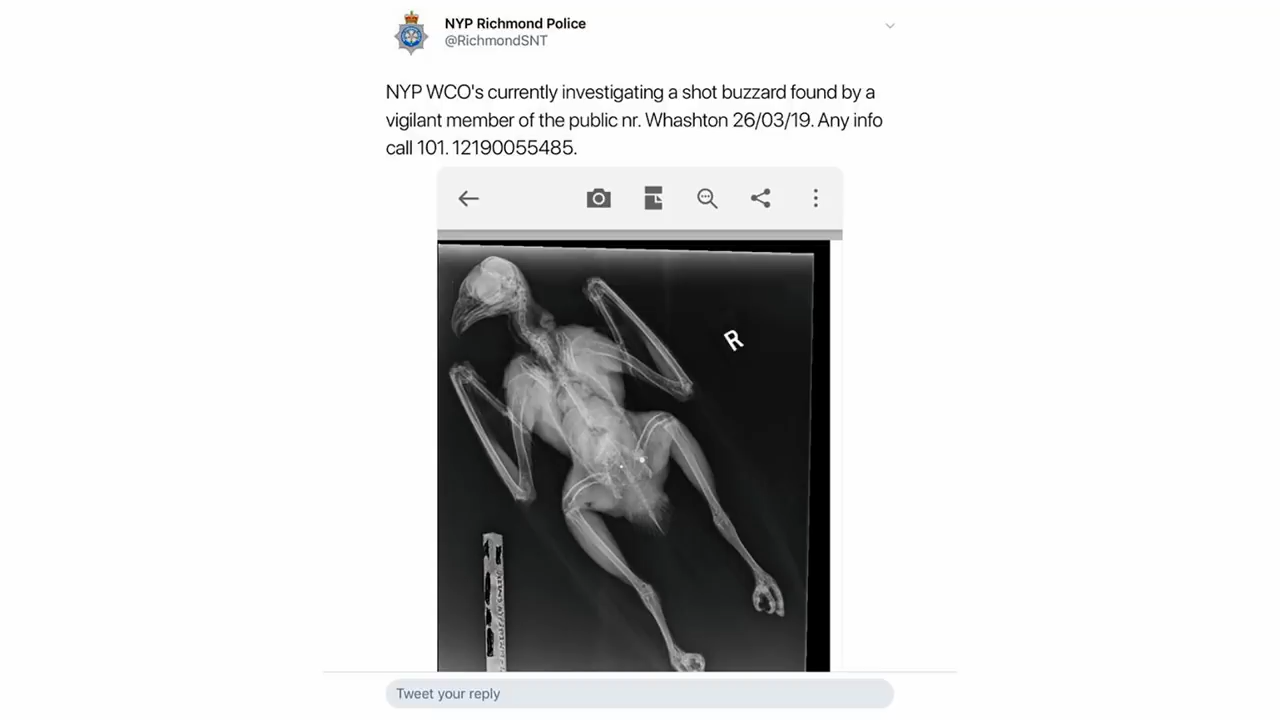 NYP Richmond Police
@RichmondSNT
NYP WCO's currently investigating a shot buzzard found by a
vigilant member of the public nr. Whashton 26/03/19. Any info
call 101. 12190055485.
R
Tweet your reply